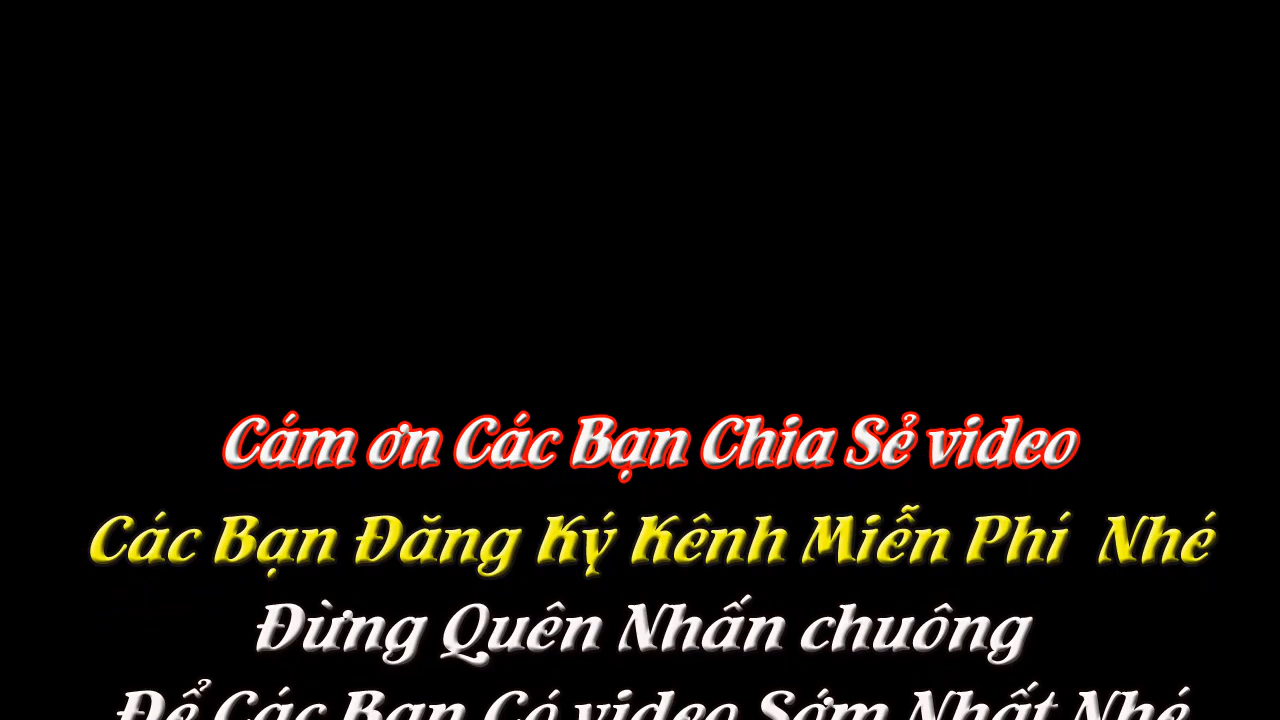 Cám ơn Các Bạn Chia Sẻ video
Các Bạn Đăng Ký Kênh Miễn Phí Nhé
Đừng Quên Nhấn chuông
Để Các Bạn Có video Sớm Nhất Nhé